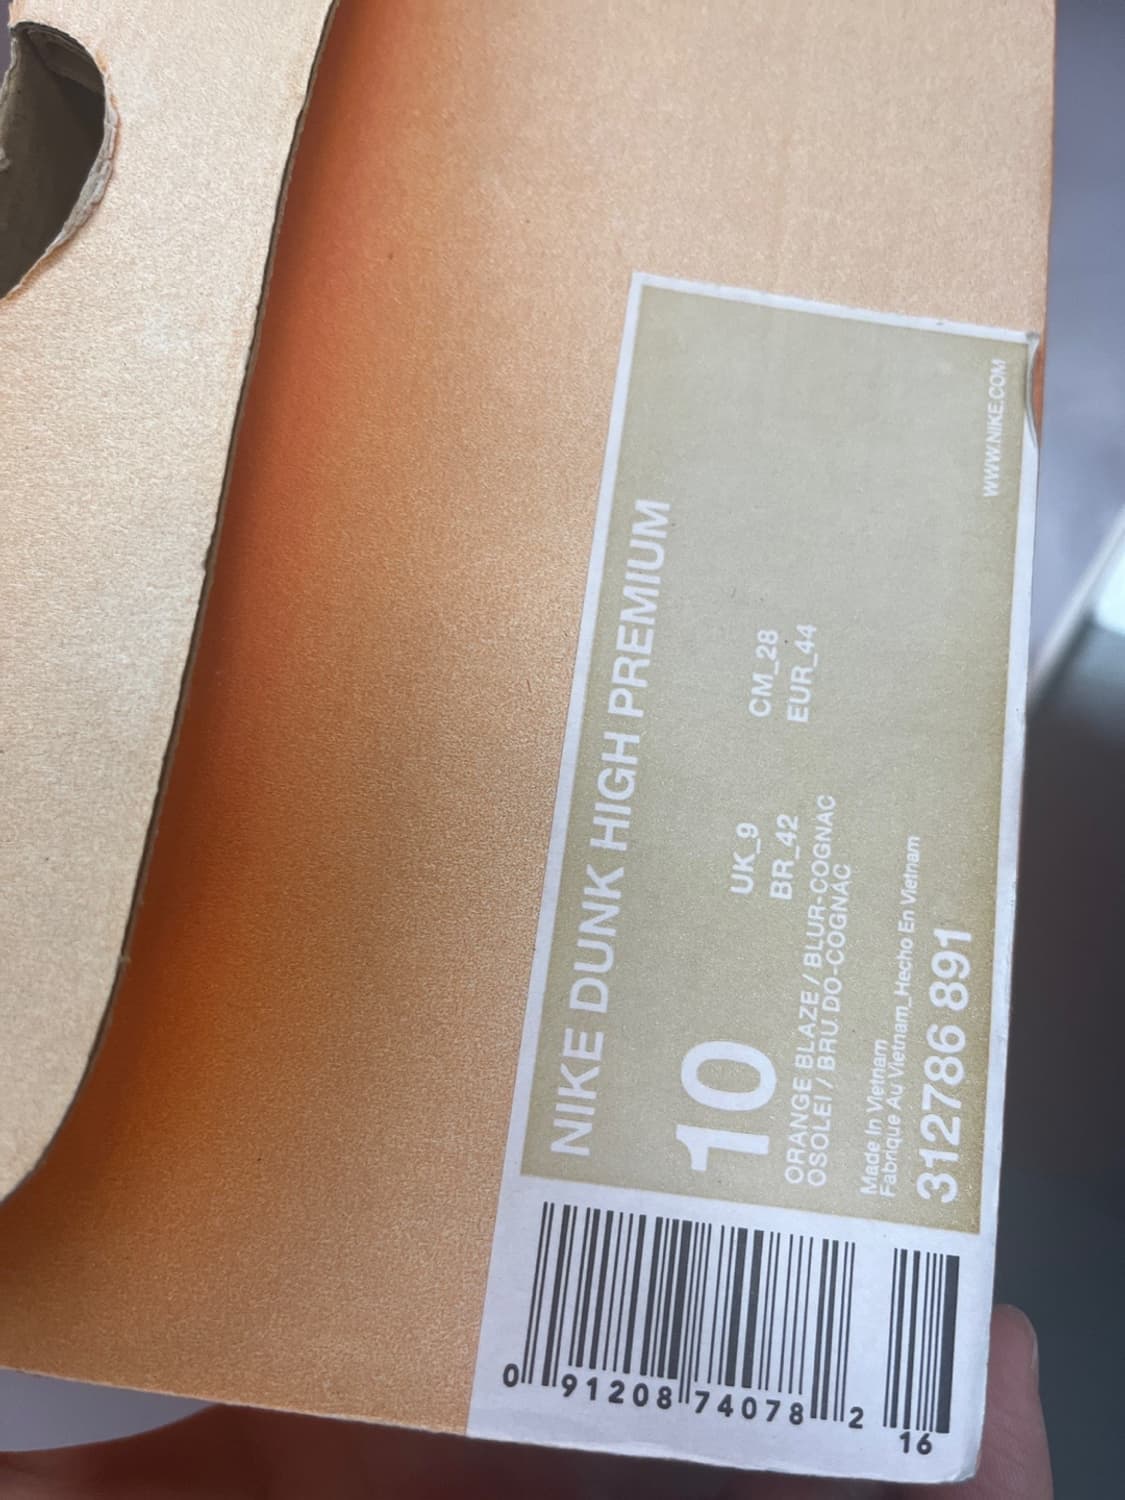 NIKE DUNK HIGH PREMIUM
10
UK_9 CM_28
BR_42 EUR_44
ORANGE BLAZE / BLUR-COGNAC
OSOLEI / BRU DO-COGNAC
Made In Vietnam
Fabrique Au Vietnam_Hecho En Vietnam
312786 891
WWW.NIKE.COM
0 91208 74078 2
16